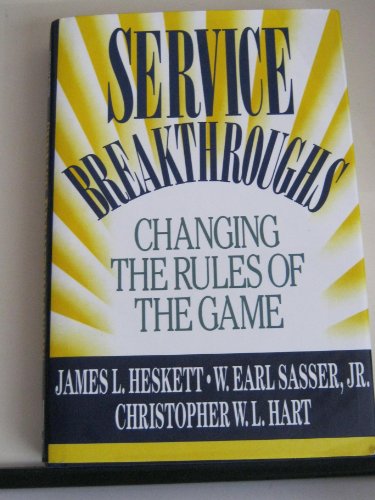 SERVICE
BREAKTHROUGHS
CHANGING
THE RULES OF
THE GAME
JAMES L. HESKETT • W. EARL SASSER, JR.
CHRISTOPHER W. L. HART